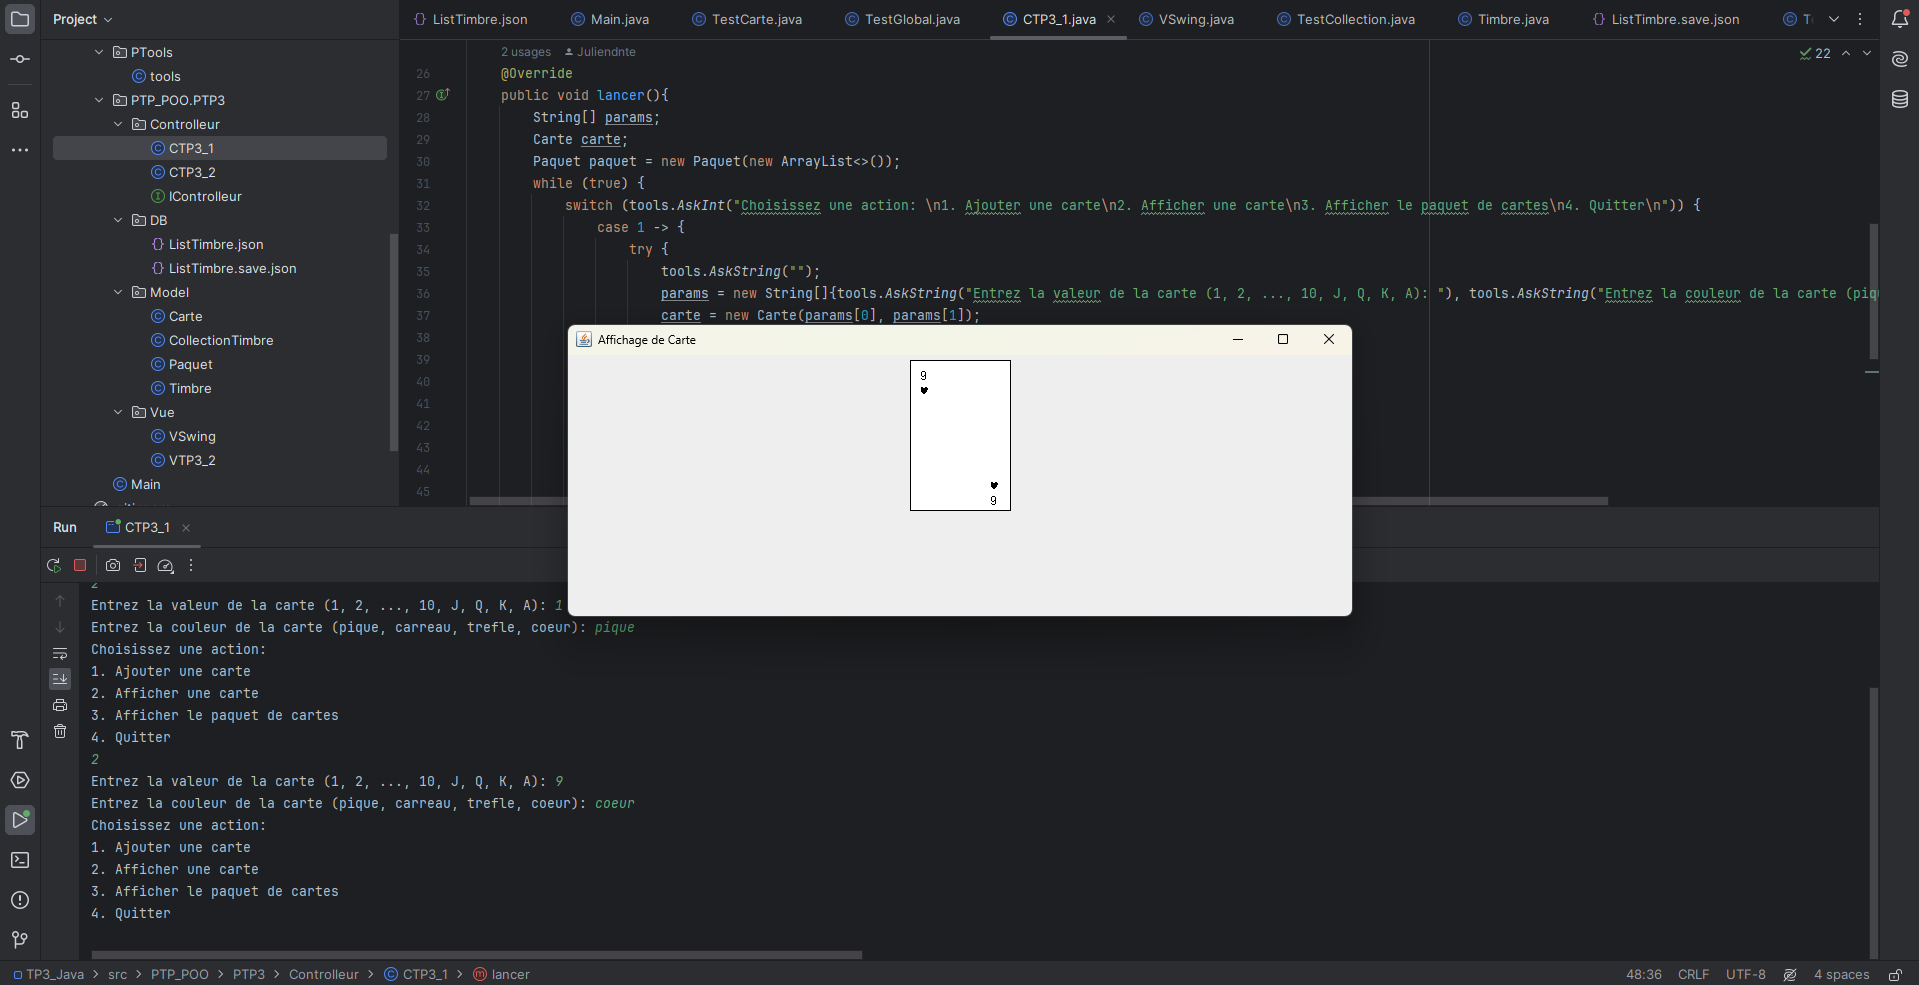 Project
ListTimbre.json
Main.java
TestCarte.java
TestGlobal.java
CTP3_1.java
VSwing.java
TestCollection.java
Timbre.java
ListTimbre.save.json
PTools
tools
PTP_POO.PTP3
Controlleur
CTP3_1
CTP3_2
IControlleur
DB
ListTimbre.json
ListTimbre.save.json
Model
Carte
CollectionTimbre
Paquet
Timbre
Vue
VSwing
VTP3_2
Main
2 usages Juliendnte
22
26 @Override
27 public void lancer(){
28 String[] params;
29 Carte carte;
30 Paquet paquet = new Paquet(new ArrayList<>());
31 while (true) {
32 switch (tools.AskInt("Choisissez une action: \n1. Ajouter une carte\n2. Afficher une carte\n3. Afficher le paquet de cartes\n4. Quitter\n")) {
33 case 1 -> {
34 try {
35 tools.AskString("");
36 params = new String[]{tools.AskString("Entrez la valeur de la carte (1, 2, ..., 10, J, Q, K, A): "), tools.AskString("Entrez la couleur de la carte (piq
37 carte = new Carte(params[0], params[1]);
38
39
40
41
42
43
44
45
Affichage de Carte
9
9
Run CTP3_1
2
Entrez la valeur de la carte (1, 2, ..., 10, J, Q, K, A): 1
Entrez la couleur de la carte (pique, carreau, trefle, coeur): pique
Choisissez une action:
1. Ajouter une carte
2. Afficher une carte
3. Afficher le paquet de cartes
4. Quitter
2
Entrez la valeur de la carte (1, 2, ..., 10, J, Q, K, A): 9
Entrez la couleur de la carte (pique, carreau, trefle, coeur): coeur
Choisissez une action:
1. Ajouter une carte
2. Afficher une carte
3. Afficher le paquet de cartes
4. Quitter
TP3_Java > src > PTP_POO > PTP3 > Controlleur > CTP3_1 > lancer
48:36 CRLF UTF-8 4 spaces